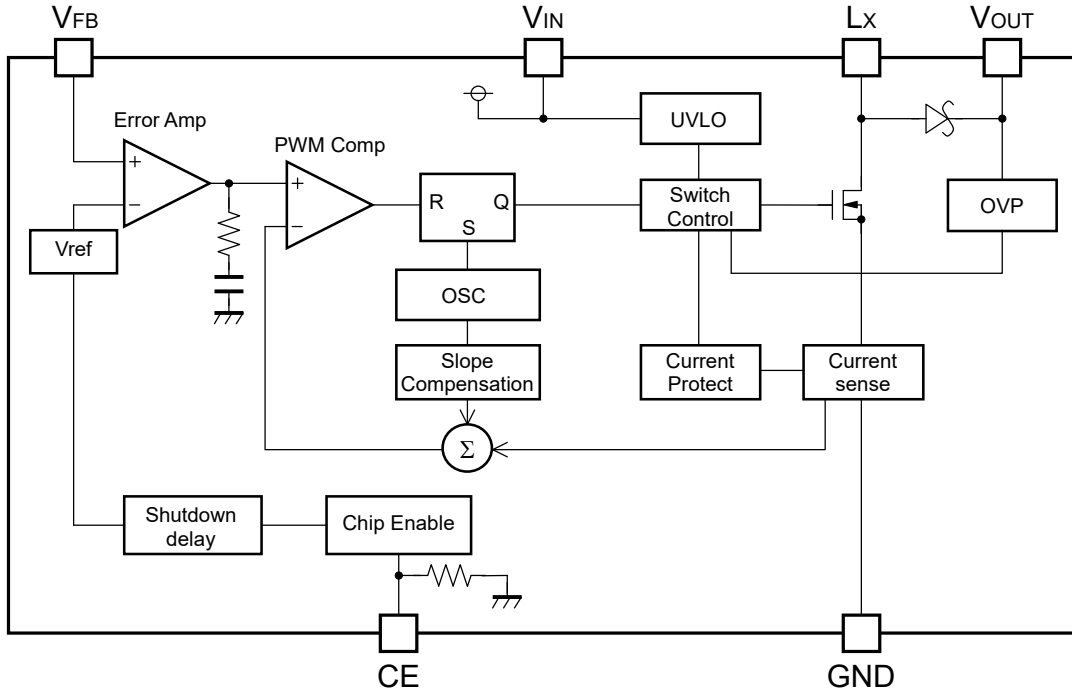 VFB
VIN
LX
VOUT
Error Amp
PWM Comp
UVLO
+
−
+
−
R
Q
S
Switch
Control
OVP
Vref
OSC
Slope
Compensation
Current
Protect
Current
sense
Σ
Shutdown
delay
Chip Enable
CE
GND